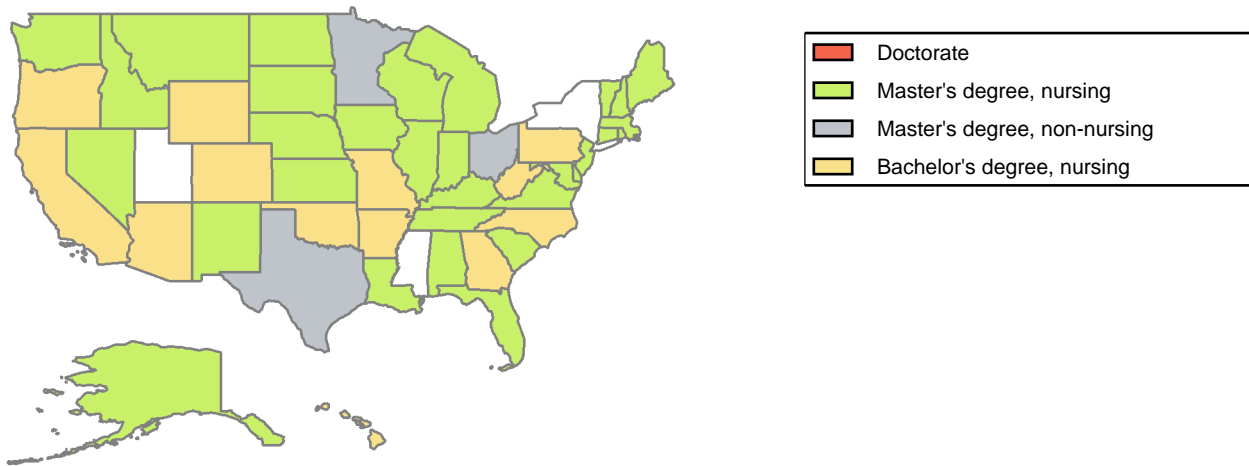 Doctorate
Master's degree, nursing
Master's degree, non-nursing
Bachelor's degree, nursing